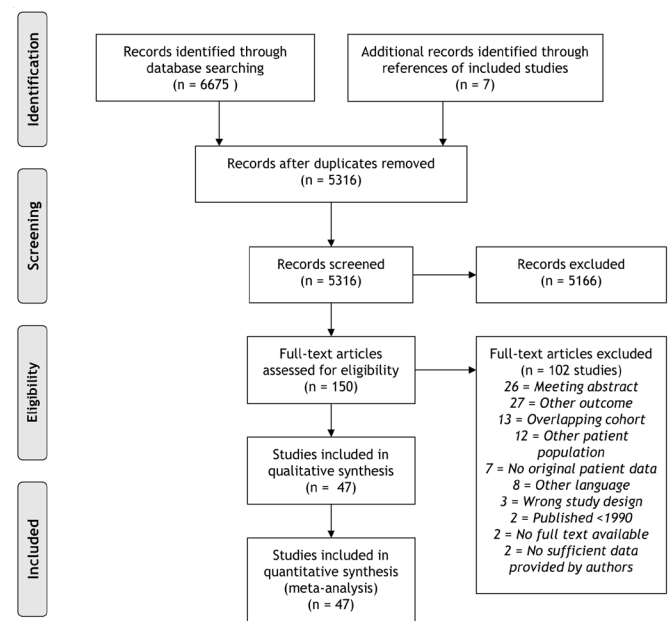 Identification
Records identified through
database searching
(n = 6675 )
Additional records identified through
references of included studies
(n = 7)
Records after duplicates removed
(n = 5316)
Screening
Records screened
(n = 5316)
Records excluded
(n = 5166)
Eligibility
Full-text articles
assessed for eligibility
(n = 150)
Full-text articles excluded
(n = 102 studies)
26 = Meeting abstract
27 = Other outcome
13 = Overlapping cohort
12 = Other patient
population
7 = No original patient data
8 = Other language
3 = Wrong study design
2 = Published <1990
2 = No full text available
2 = No sufficient data
provided by authors
Studies included in
qualitative synthesis
(n = 47)
Included
Studies included in
quantitative synthesis
(meta-analysis)
(n = 47)